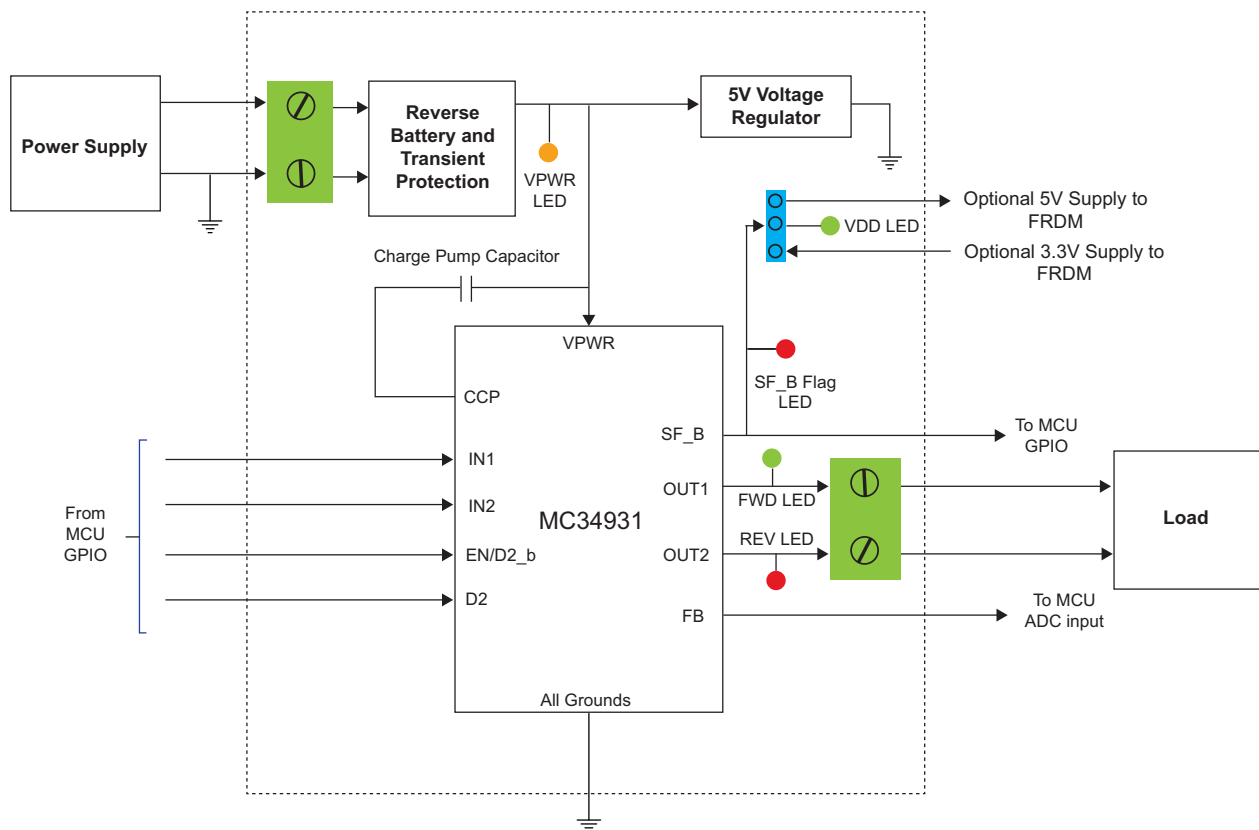 Power Supply
Reverse
Battery and
Transient
Protection
VPWR
LED
5V Voltage
Regulator
Optional 5V Supply to
FRDM
VDD LED
Optional 3.3V Supply to
FRDM
Charge Pump Capacitor
VPWR
CCP
SF_B Flag
LED
SF_B
To MCU
GPIO
From
MCU
GPIO
IN1
IN2
EN/D2_b
D2
MC34931
OUT1
FWD LED
OUT2
REV LED
FB
Load
To MCU
ADC input
All Grounds